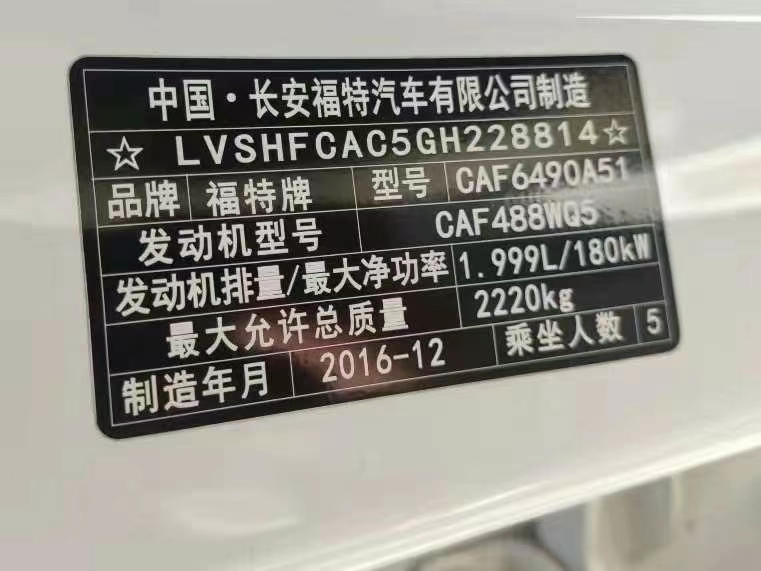 中国·长安福特汽车有限公司制造
☆ LVSHFCAC5GH228814☆
品牌 福特牌 型号 CAF6490A51
发动机型号 CAF488WQ5
发动机排量/最大净功率 1.999L/180kW
最大允许总质量 2220kg
制造年月 2016-12 乘坐人数 5